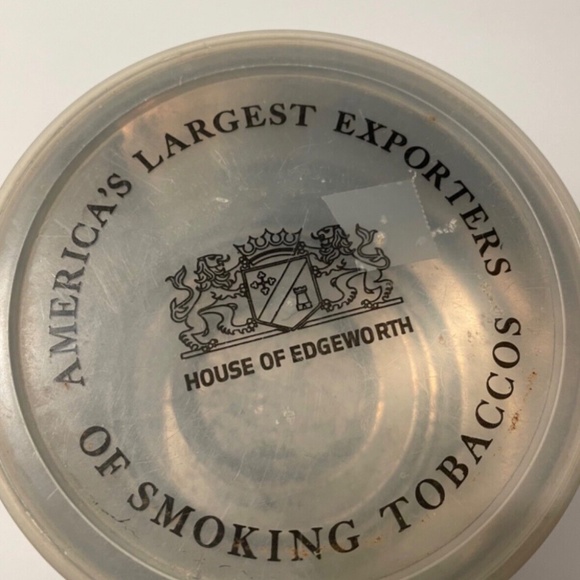 AMERICA'S LARGEST EXPORTERS
OF SMOKING TOBACCOS
HOUSE OF EDGEWORTH